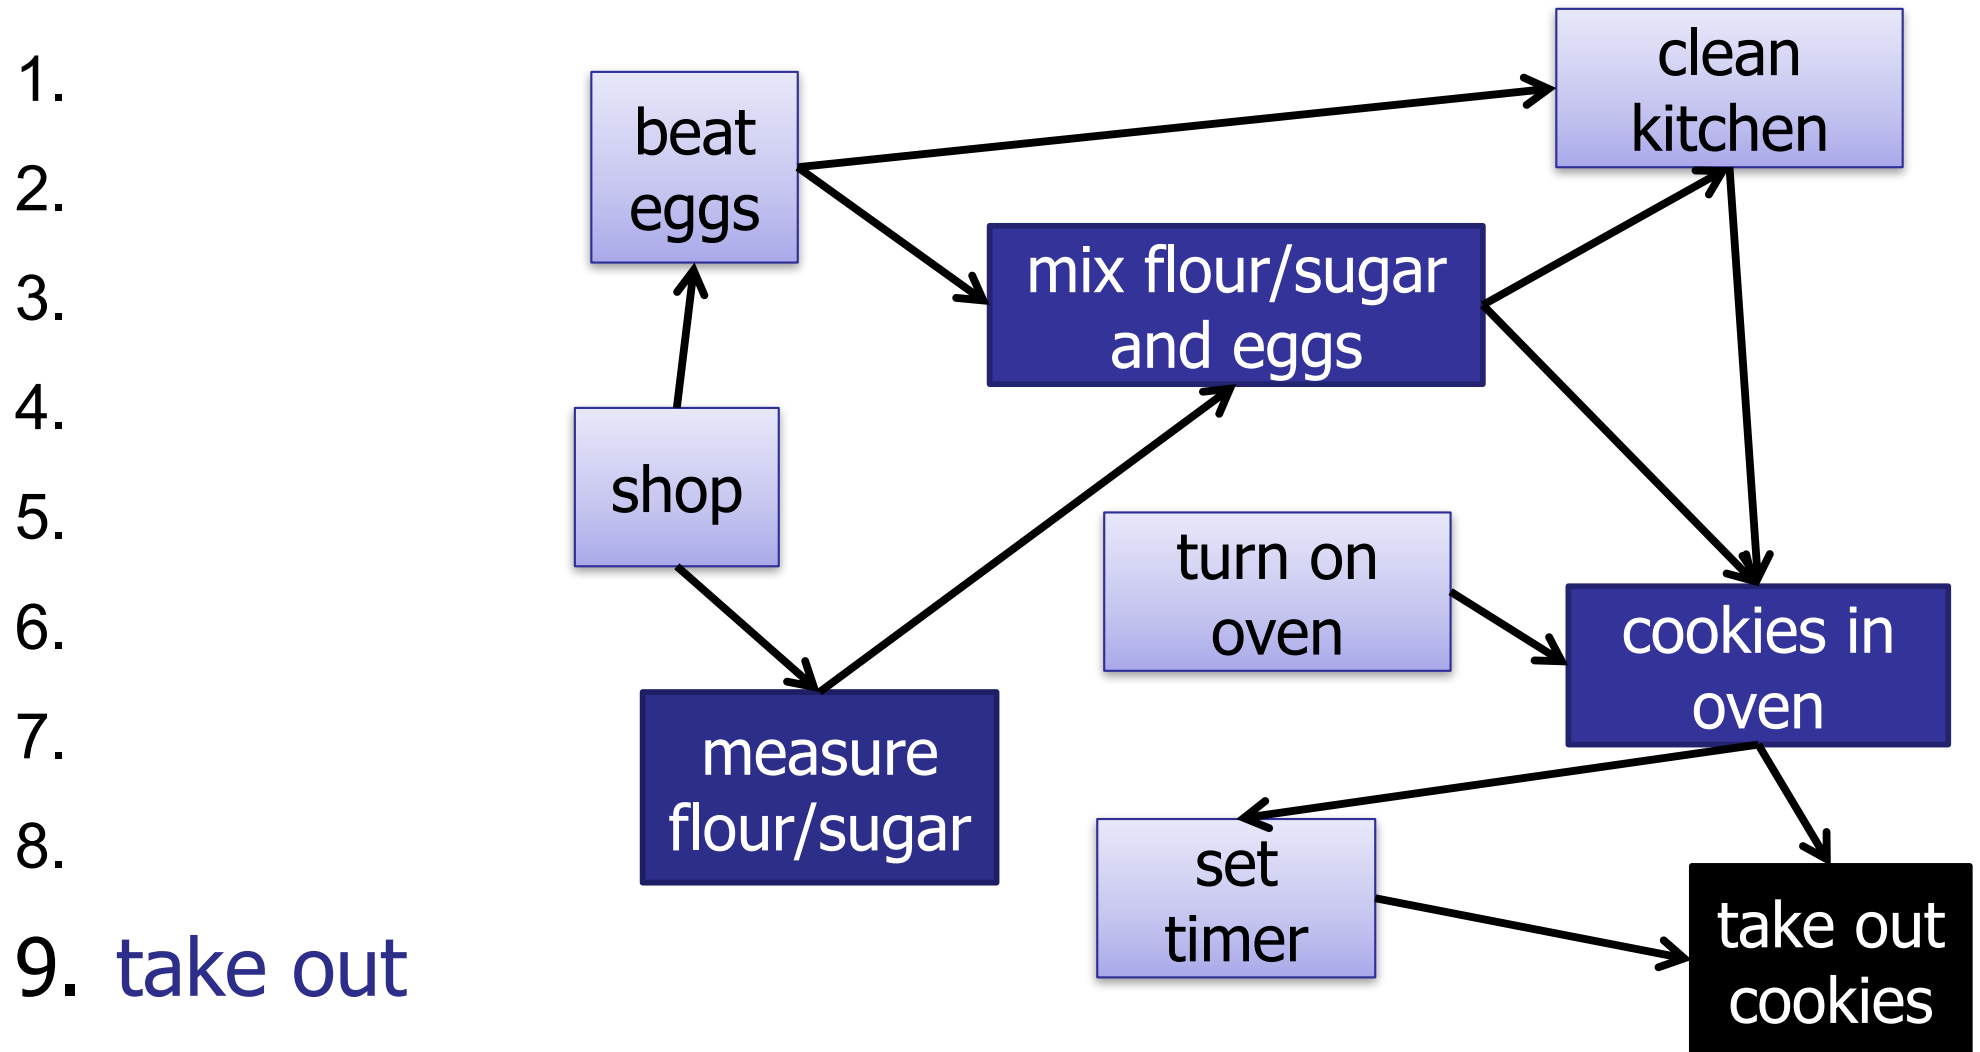 1.
2.
3.
4.
5.
6.
7.
8.
9. take out
beat
eggs
clean
kitchen
mix flour/sugar
and eggs
shop
turn on
oven
cookies in
oven
measure
flour/sugar
set
timer
take out
cookies